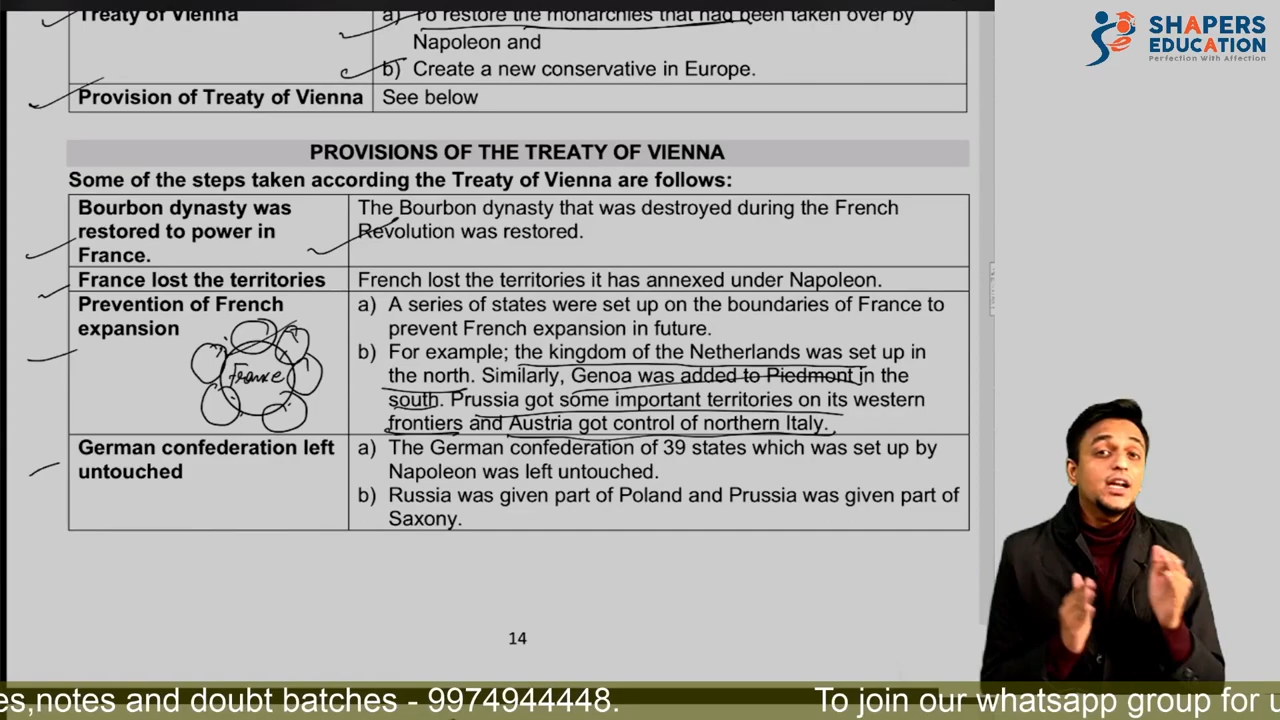 Treaty of Vienna
a) To restore the monarchies that had been taken over by
Napoleon and
b) Create a new conservative in Europe.
Provision of Treaty of Vienna
See below
PROVISIONS OF THE TREATY OF VIENNA
Some of the steps taken according the Treaty of Vienna are follows:
Bourbon dynasty was
restored to power in
France.
The Bourbon dynasty that was destroyed during the French
Revolution was restored.
France lost the territories
French lost the territories it has annexed under Napoleon.
Prevention of French
expansion
France
a) A series of states were set up on the boundaries of France to
prevent French expansion in future.
b) For example; the kingdom of the Netherlands was set up in
the north. Similarly, Genoa was added to Piedmont in the
south. Prussia got some important territories on its western
frontiers and Austria got control of northern Italy.
German confederation left
untouched
a) The German confederation of 39 states which was set up by
Napoleon was left untouched.
b) Russia was given part of Poland and Prussia was given part of
Saxony.
14
SHAPERS
EDUCATION
Perfection With Affection
es,notes and doubt batches - 9974944448.
To join our whatsapp group for u